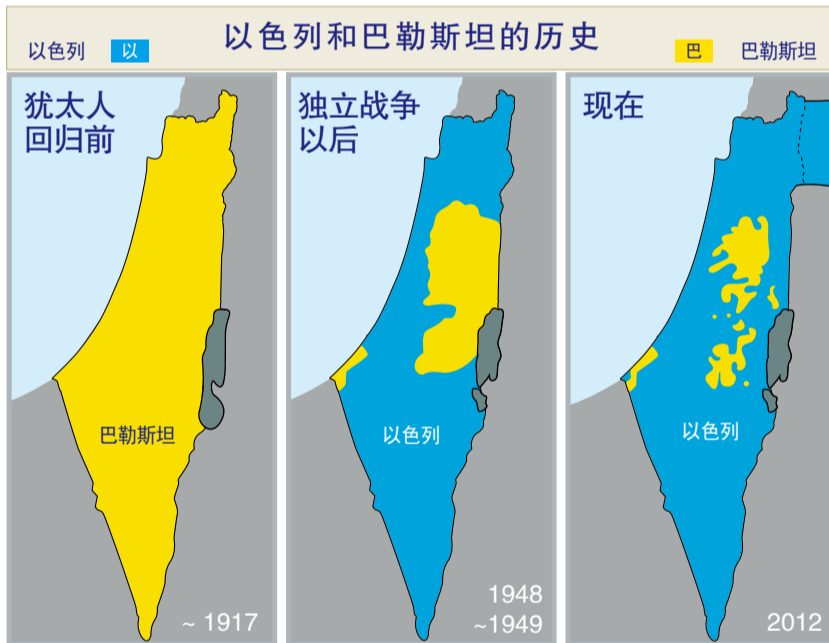 以色列和巴勒斯坦的历史
以色列 以
巴 巴勒斯坦
犹太人
回归前
巴勒斯坦
~ 1917
独立战争
以后
以色列
1948
~1949
现在
以色列
2012